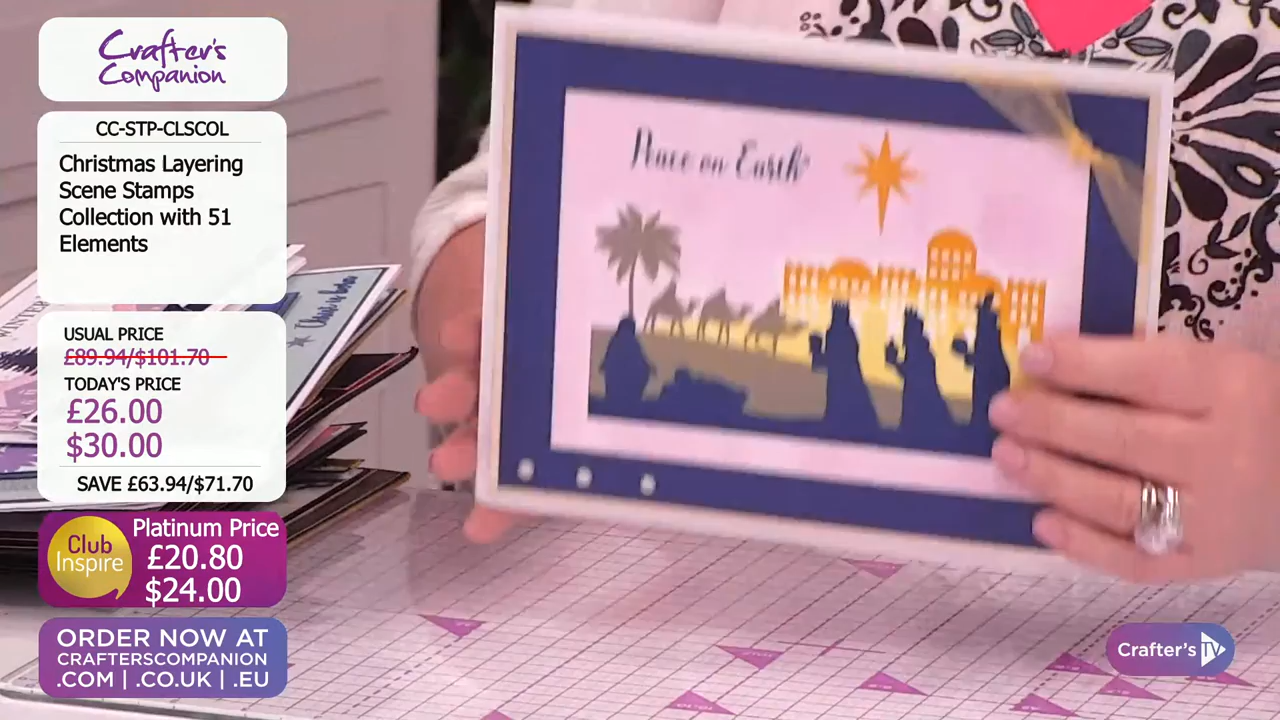 Crafter's
Companion
CC-STP-CLSCOL
Christmas Layering
Scene Stamps
Collection with 51
Elements
USUAL PRICE
£89.94/$101.70
TODAY'S PRICE
£26.00
$30.00
SAVE £63.94/$71.70
Club
Inspire
Platinum Price
£20.80
$24.00
ORDER NOW AT
CRAFTERSCOMPANION
.COM | .CO.UK | .EU
Peace on Earth
WINTER
Crafter's TV